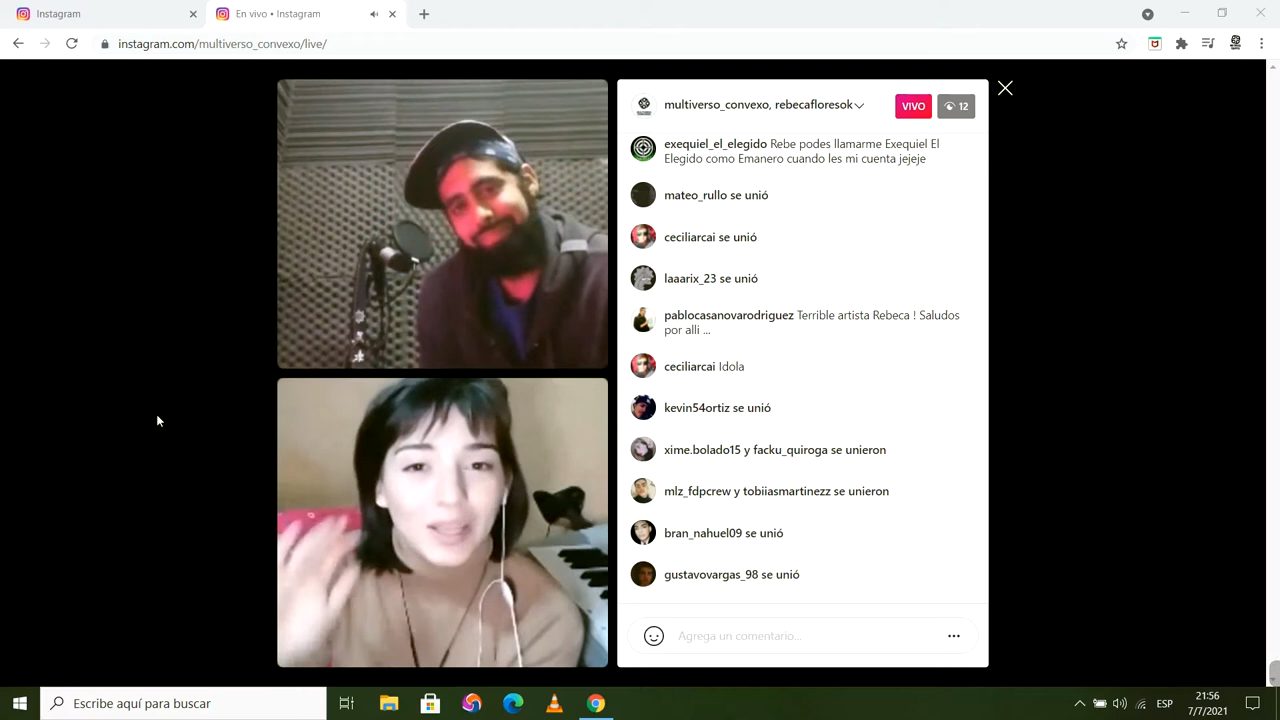 Instagram
En vivo • Instagram
instagram.com/multiverso_convexo/live/
multiverso_convexo, rebecafloresok
VIVO
12
exequiel_el_elegido Rebe podes llamarme Exequiel El
Elegido como Emanero cuando les mi cuenta jejeje
mateo_rullo se unió
ceciliarcai se unió
laaarix_23 se unió
pablocasanovarodriguez Terrible artista Rebeca ! Saludos
por alli ...
ceciliarcai Idola
kevin54ortiz se unió
xime.bolado15 y facku_quiroga se unieron
mlz_fdpcrew y tobiiasmartinezz se unieron
bran_nahuel09 se unió
gustavovargas_98 se unió
Agrega un comentario...
Escribe aquí para buscar
ESP
21:56
7/7/2021